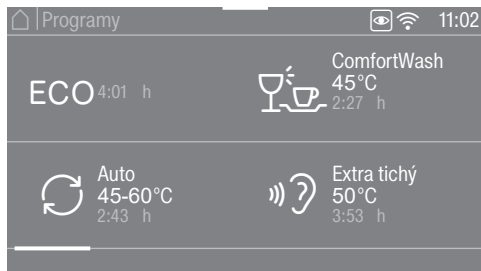 Programy 11:02
ECO 4:01 h
ComfortWash
45°C
2:27 h
Auto
45-60°C
2:43 h
Extra tichý
50°C
3:53 h